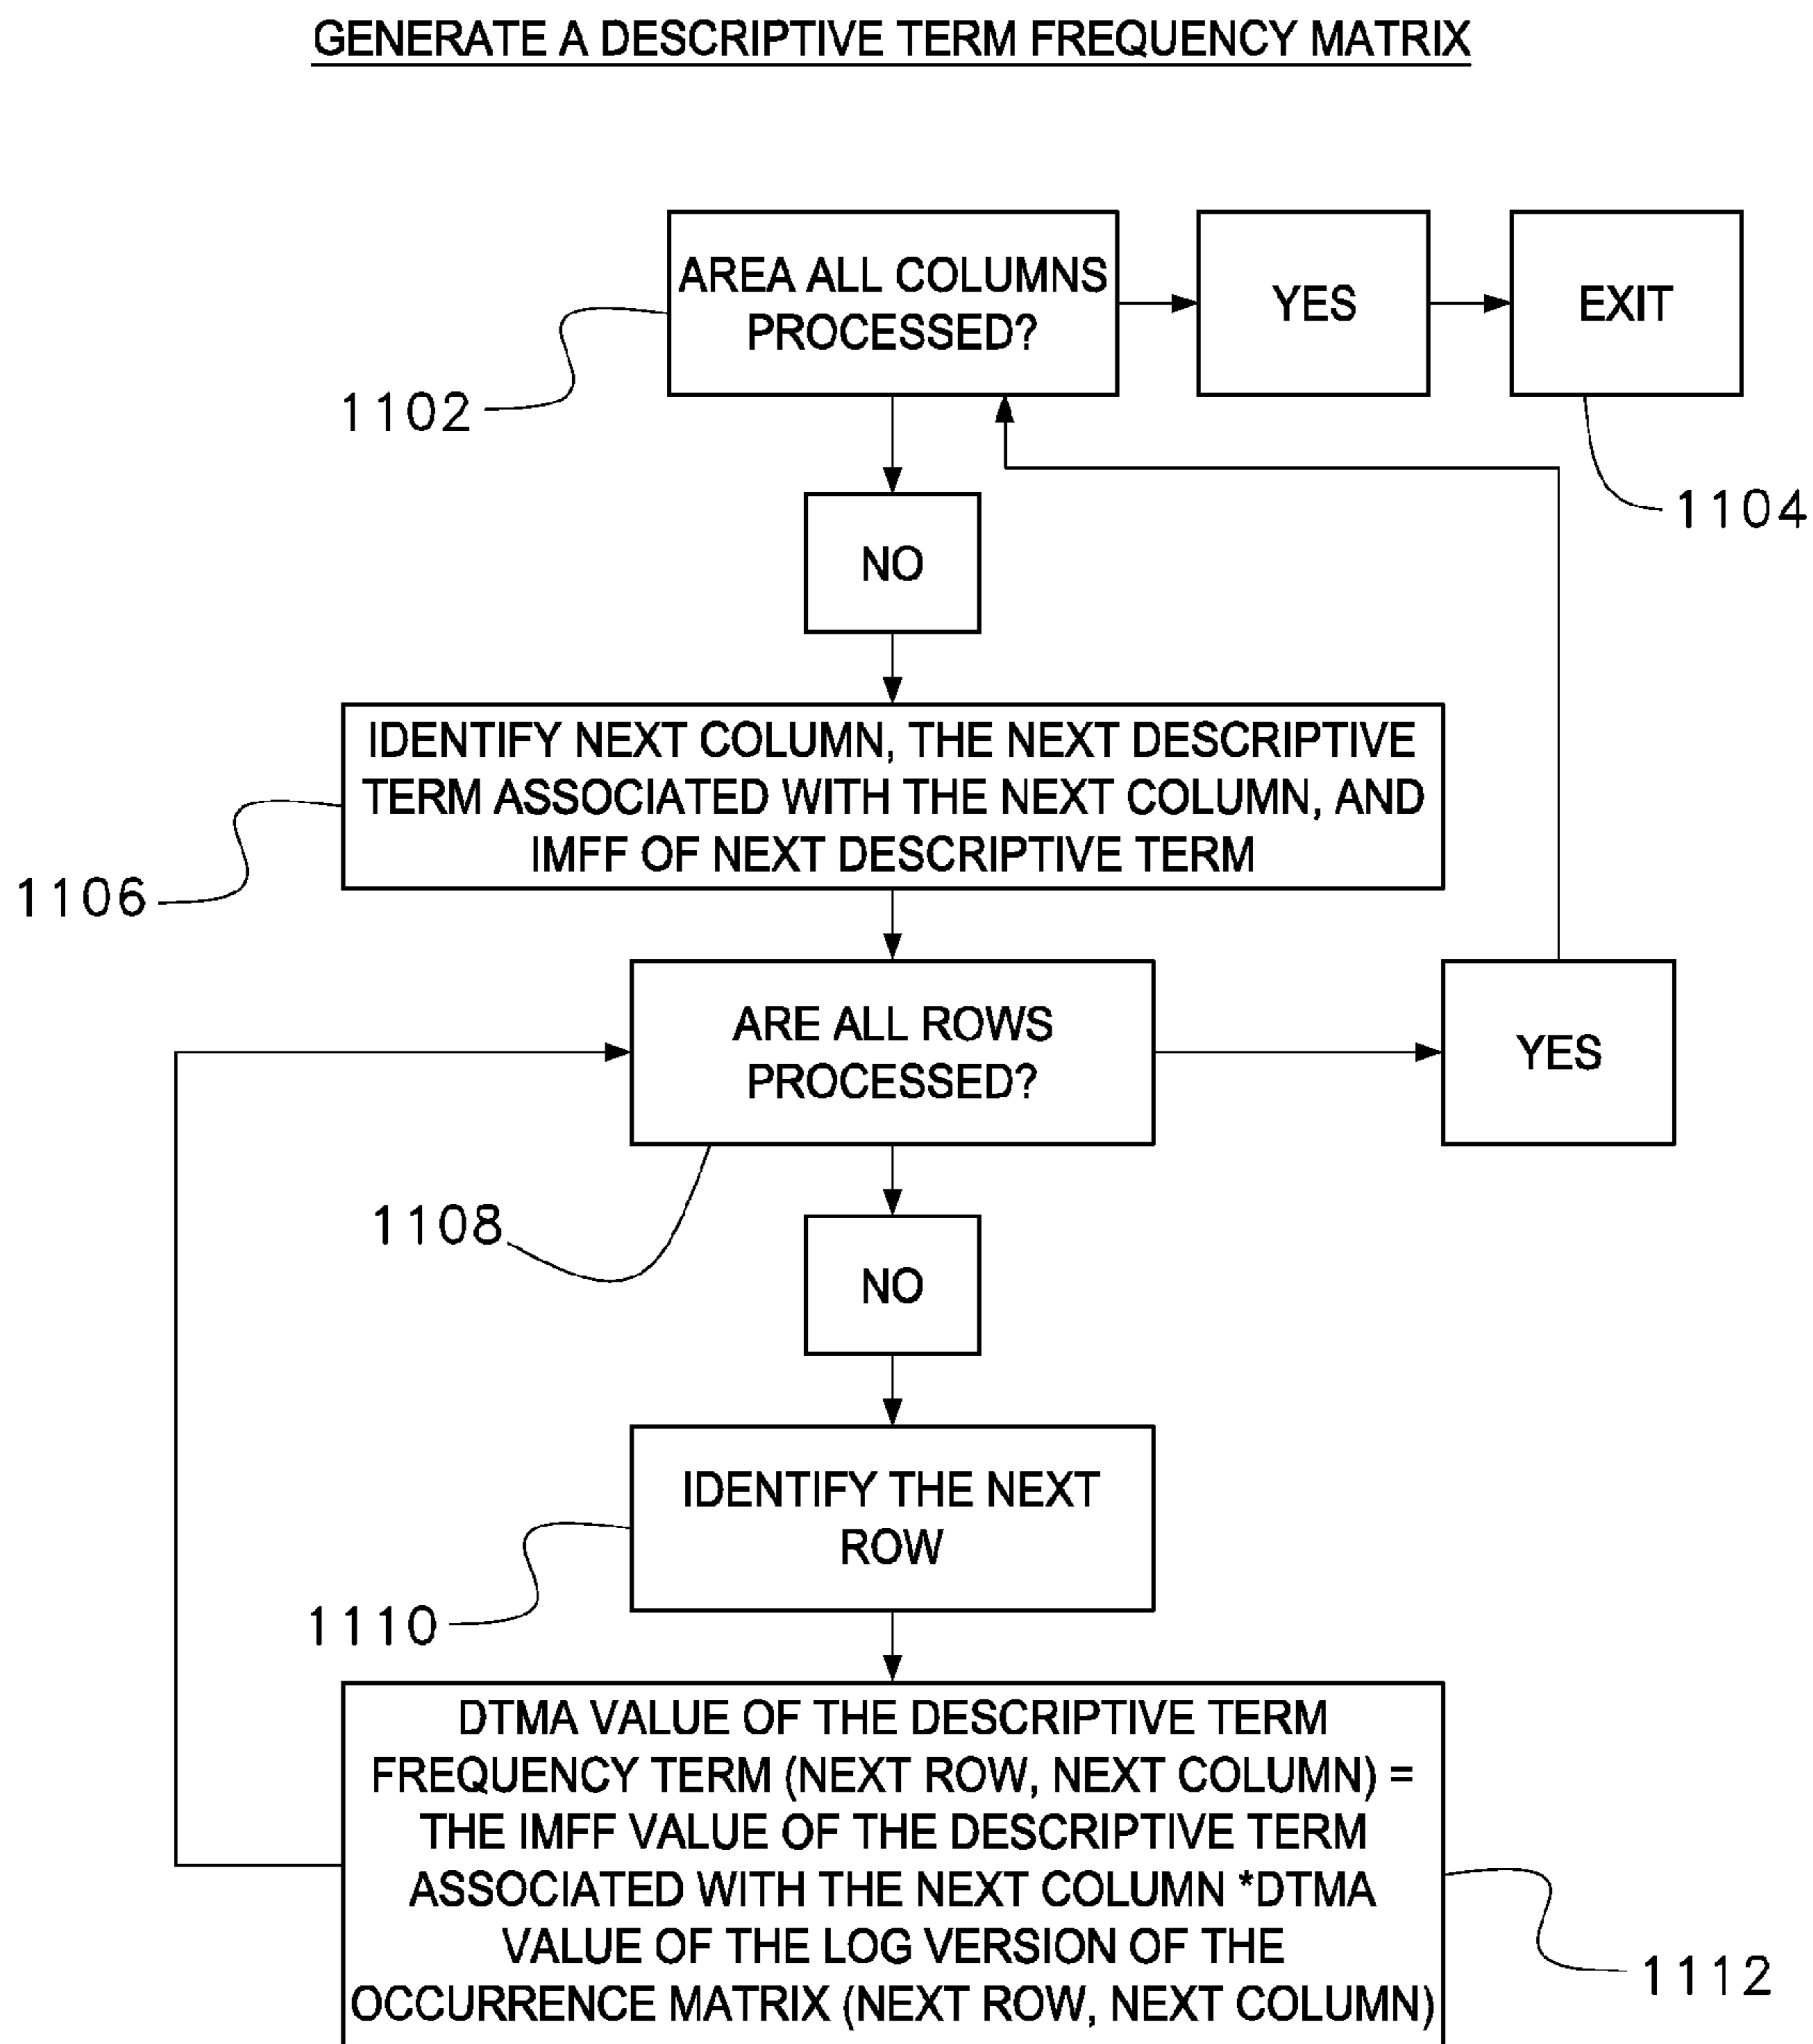 GENERATE A DESCRIPTIVE TERM FREQUENCY MATRIX
AREA ALL COLUMNS
PROCESSED?
YES
EXIT
1102
1104
NO
IDENTIFY NEXT COLUMN, THE NEXT DESCRIPTIVE
TERM ASSOCIATED WITH THE NEXT COLUMN, AND
IMFF OF NEXT DESCRIPTIVE TERM
1106
ARE ALL ROWS
PROCESSED?
YES
1108
NO
IDENTIFY THE NEXT
ROW
1110
DTMA VALUE OF THE DESCRIPTIVE TERM
FREQUENCY TERM (NEXT ROW, NEXT COLUMN) =
THE IMFF VALUE OF THE DESCRIPTIVE TERM
ASSOCIATED WITH THE NEXT COLUMN *DTMA
VALUE OF THE LOG VERSION OF THE
OCCURRENCE MATRIX (NEXT ROW, NEXT COLUMN)
1112